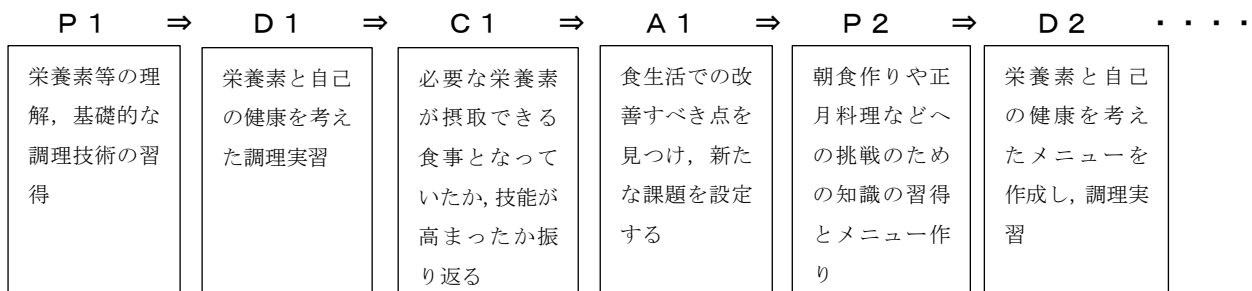 P1 ⇒ D1 ⇒ C1 ⇒ A1 ⇒ P2 ⇒ D2 ・・・・
栄養素等の理
解，基礎的な
調理技術の習
得
栄養素と自己
の健康を考え
た調理実習
必要な栄養素
が摂取できる
食事となって
いたか，技能が
高まったか振
り返る
食生活での改
善すべき点を
見つけ，新た
な課題を設定
する
朝食作りや正
月料理などへ
の挑戦のため
の知識の習得
とメニュー作
り
栄養素と自己
の健康を考え
たメニューを
作成し，調理実
習